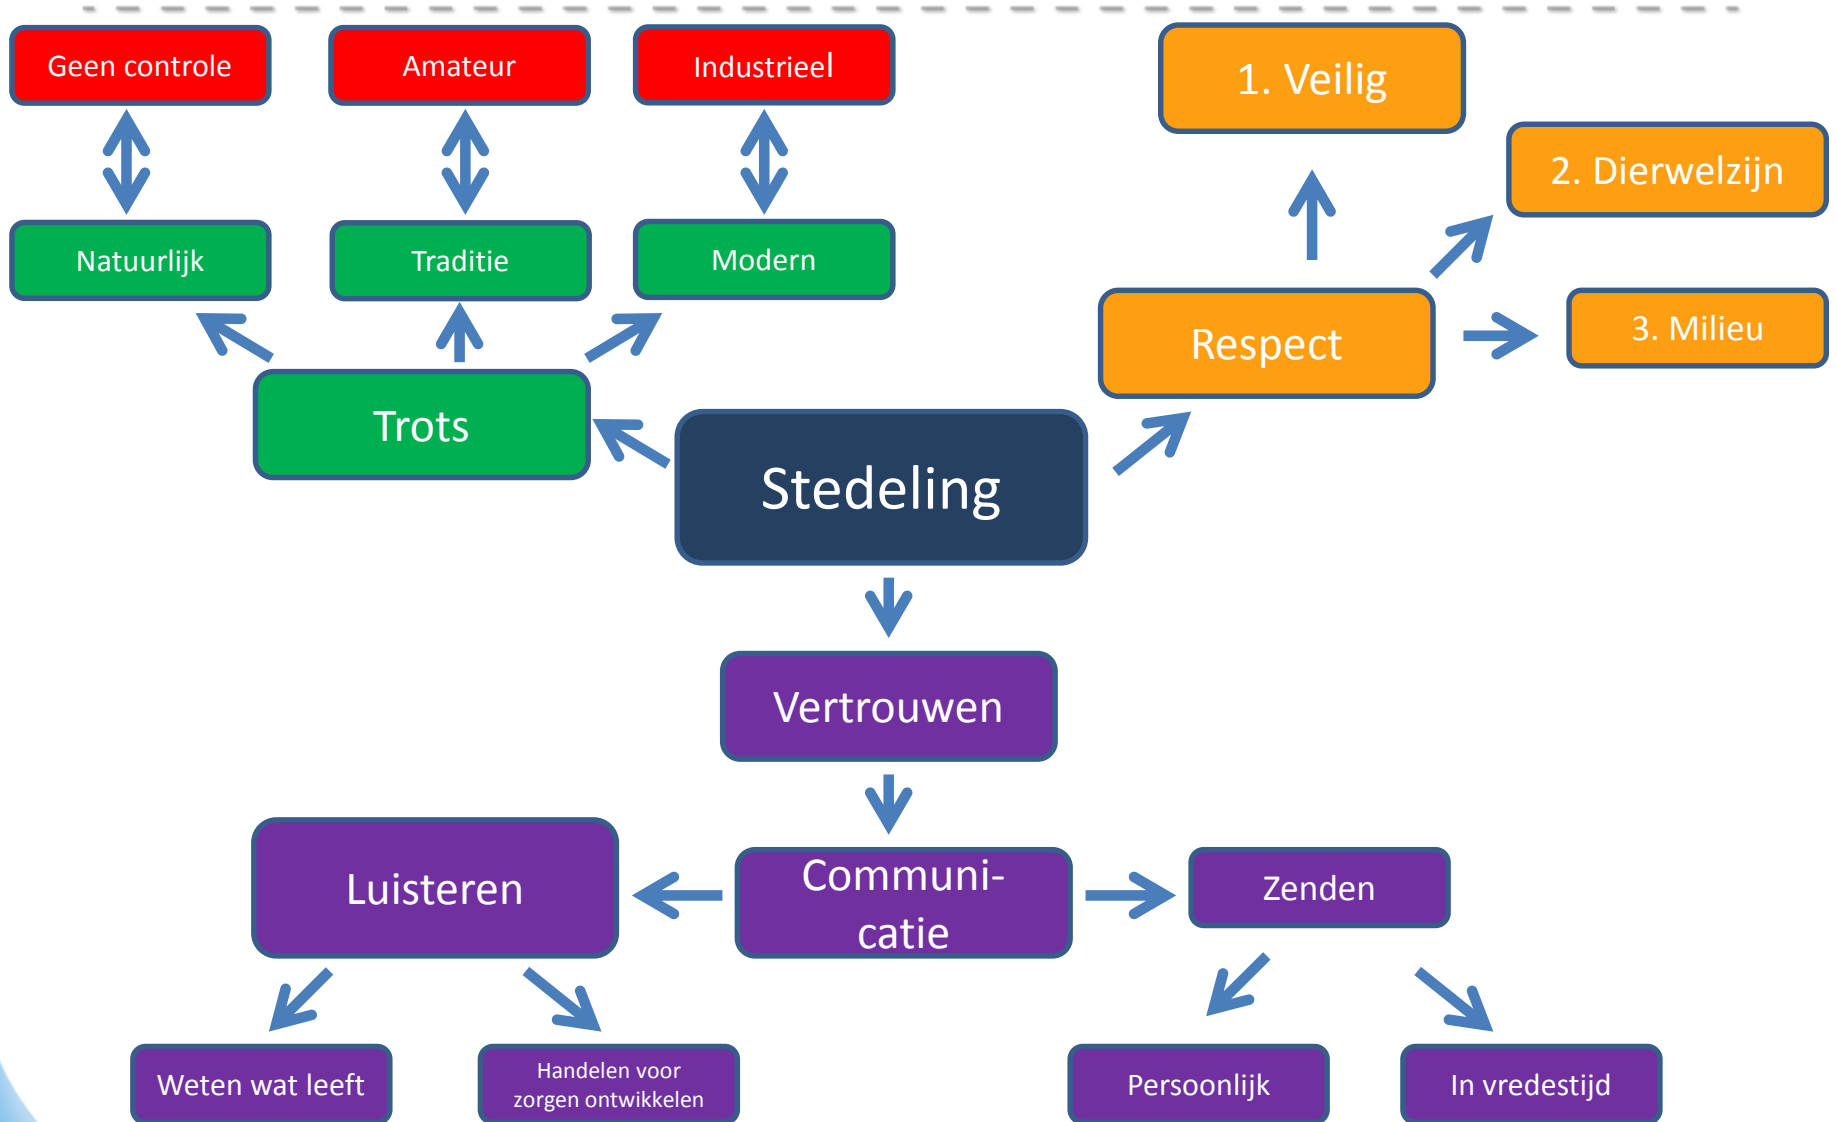 Geen controle
Amateur
Industrieel
1. Veilig
2. Dierwelzijn
Natuurlijk
Traditie
Modern
Respect
3. Milieu
Trots
Stedeling
Vertrouwen
Luisteren
Communi-
catie
Zenden
Weten wat leeft
Handelen voor
zorgen ontwikkelen
Persoonlijk
In vredestijd